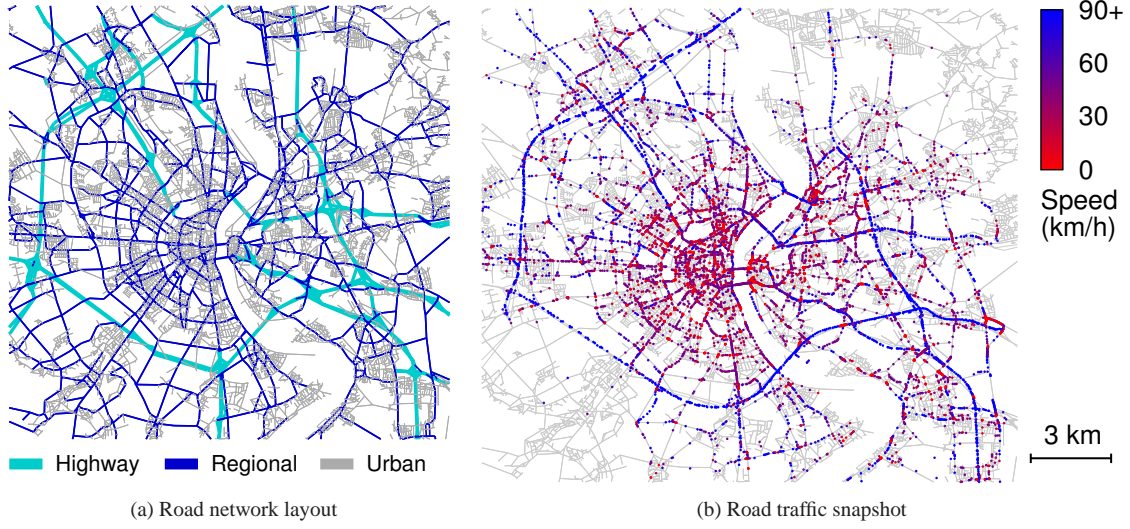 90+
60
30
0
Speed
(km/h)
3 km
Highway
Regional
Urban
(a) Road network layout
(b) Road traffic snapshot